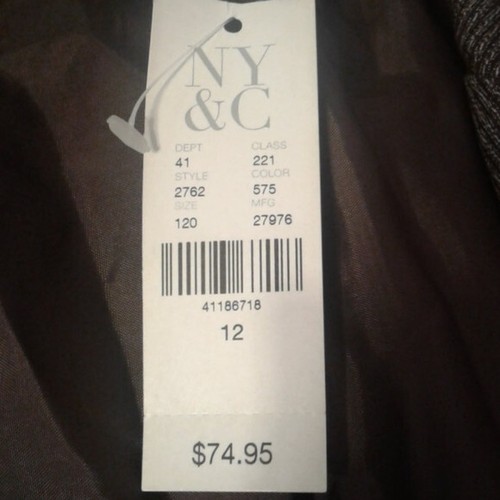 NY
&C
DEPT CLASS
41 221
STYLE COLOR
2762 575
SIZE MFG
120 27976
41186718
12
$74.95